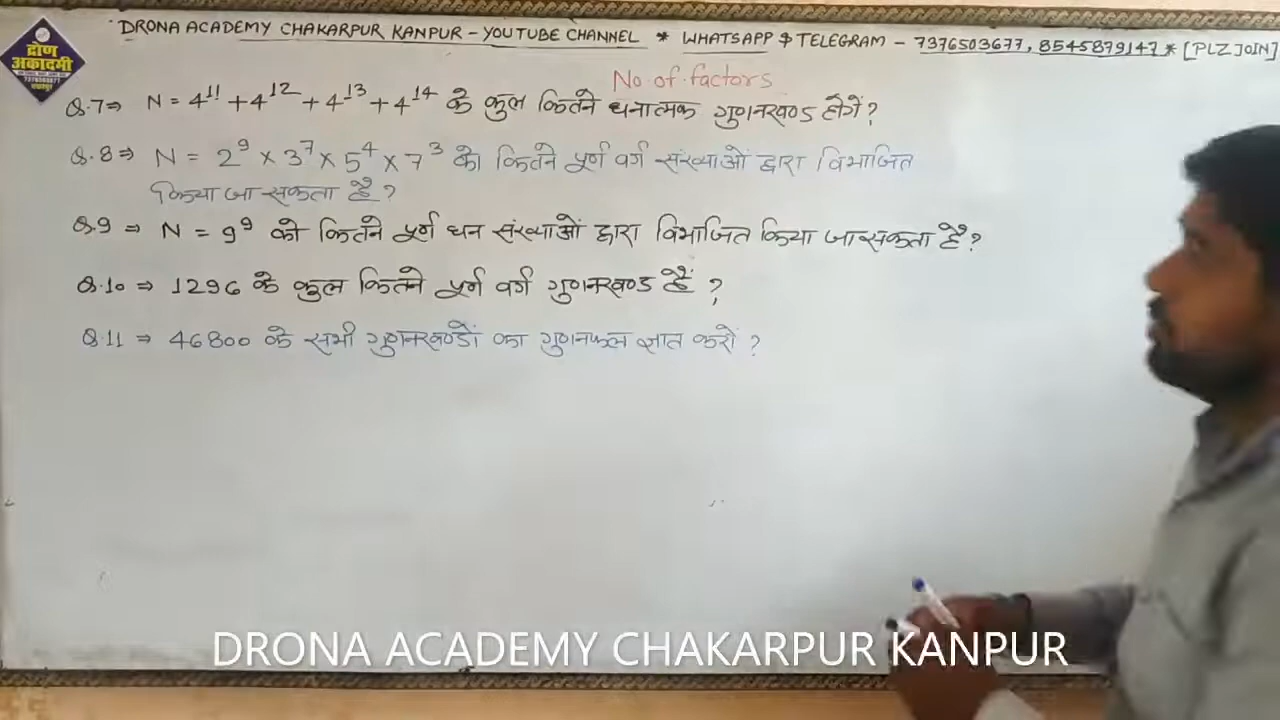 DRONA ACADEMY CHAKARPUR KANPUR - YOUTUBE CHANNEL * WHATSAPP & TELEGRAM - 7376503677, 8545879147 * [PLZ JOIN]
द्रोण
अकादमी
No. of. factors
Q.7⇒ N = 4¹¹ + 4¹² + 4¹³ + 4¹⁴ के कुल कितने धनात्मक गुणनखण्ड होगें?
Q.8⇒ N = 2⁹ × 3⁷ × 5⁴ × 7³ को कितने पूर्ण वर्ग संख्याओं द्वारा विभाजित
किया जा सकता है?
Q.9 ⇒ N = 9⁹ को कितने पूर्ण घन संख्याओं द्वारा विभाजित किया जा सकता है?
Q.10 ⇒ 1296 के कुल कितने पूर्ण वर्ग गुणनखण्ड हैं ?
Q.11 ⇒ 46800 के सभी गुणनखण्डों का गुणनफल ज्ञात करों ?
DRONA ACADEMY CHAKARPUR KANPUR